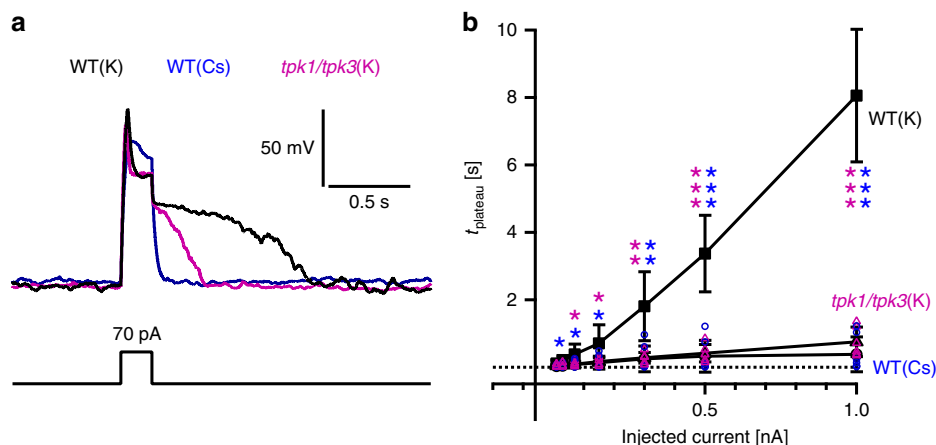 a
WT(K) WT(Cs) tpk1/tpk3(K)
50 mV
0.5 s
70 pA
b
10
8
6
4
2
t plateau [s]
WT(K)
* *
* *
* *
* *
* *
* *
* *
* *
*
*
*
*
*
tpk1/tpk3(K)
WT(Cs)
0.5 1.0
Injected current [nA]